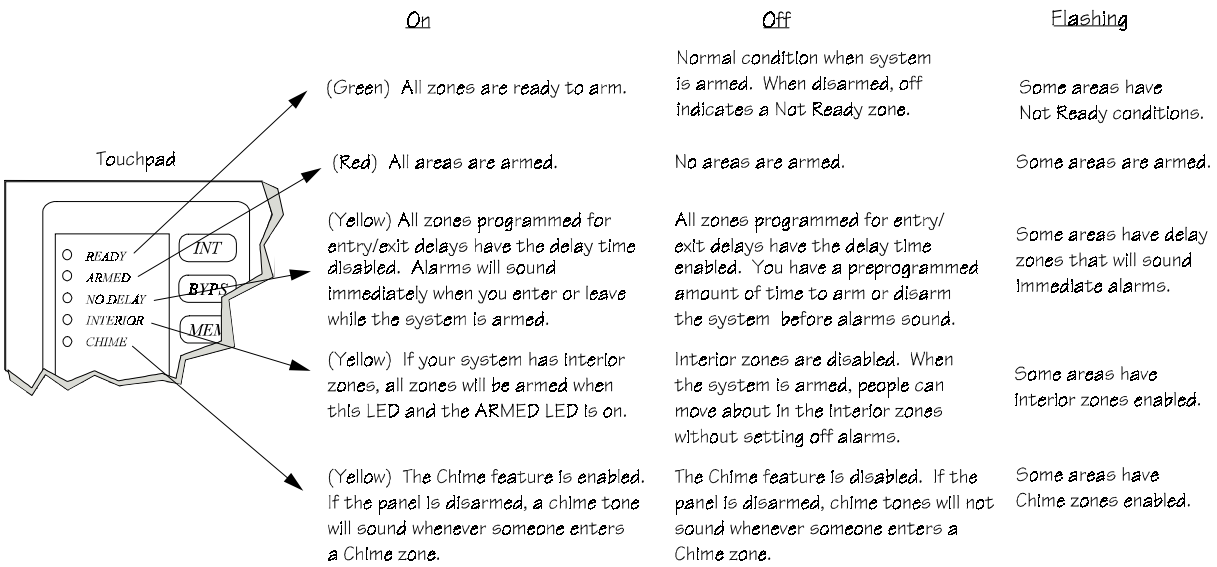 On
Off
Flashing
Touchpad
READY
ARMED
NO DELAY
INTERIOR
CHIME
INT
BYPS
MEM
(Green) All zones are ready to arm.
Normal condition when system
is armed. When disarmed, off
indicates a Not Ready zone.
Some areas have
Not Ready conditions.
(Red) All areas are armed.
No areas are armed.
Some areas are armed.
(Yellow) All zones programmed for
entry/exit delays have the delay time
disabled. Alarms will sound
immediately when you enter or leave
while the system is armed.
All zones programmed for entry/
exit delays have the delay time
enabled. You have a preprogrammed
amount of time to arm or disarm
the system before alarms sound.
Some areas have delay
zones that will sound
immediate alarms.
(Yellow) If your system has interior
zones, all zones will be armed when
this LED and the ARMED LED is on.
Interior zones are disabled. When
the system is armed, people can
move about in the interior zones
without setting off alarms.
Some areas have
interior zones enabled.
(Yellow) The Chime feature is enabled.
If the panel is disarmed, a chime tone
will sound whenever someone enters
a Chime zone.
The Chime feature is disabled. If the
panel is disarmed, chime tones will not
sound whenever someone enters a
Chime zone.
Some areas have
Chime zones enabled.